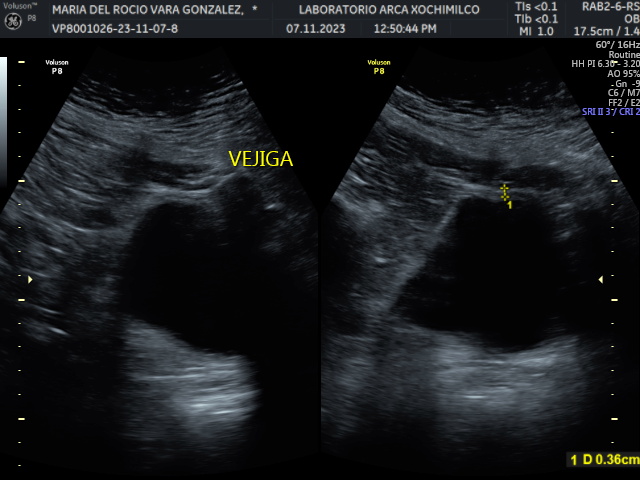 Voluson™
P8
MARIA DEL ROCIO VARA GONZALEZ, *
VP8001026-23-11-07-8
LABORATORIO ARCA XOCHIMILCO
07.11.2023
12:50:44 PM
TIs <0.1
TIb <0.1
MI 1.0
RAB2-6-RS
OB
17.5cm / 1.4
60°/ 16Hz
Routine
HH PI 6.30 - 3.20
AO 95%
Gn -9
C6 / M7
FF2 / E2
SRI II 3 / CRI 2
Voluson
P8
VEJIGA
Voluson
P8
1
1 D 0.36cm